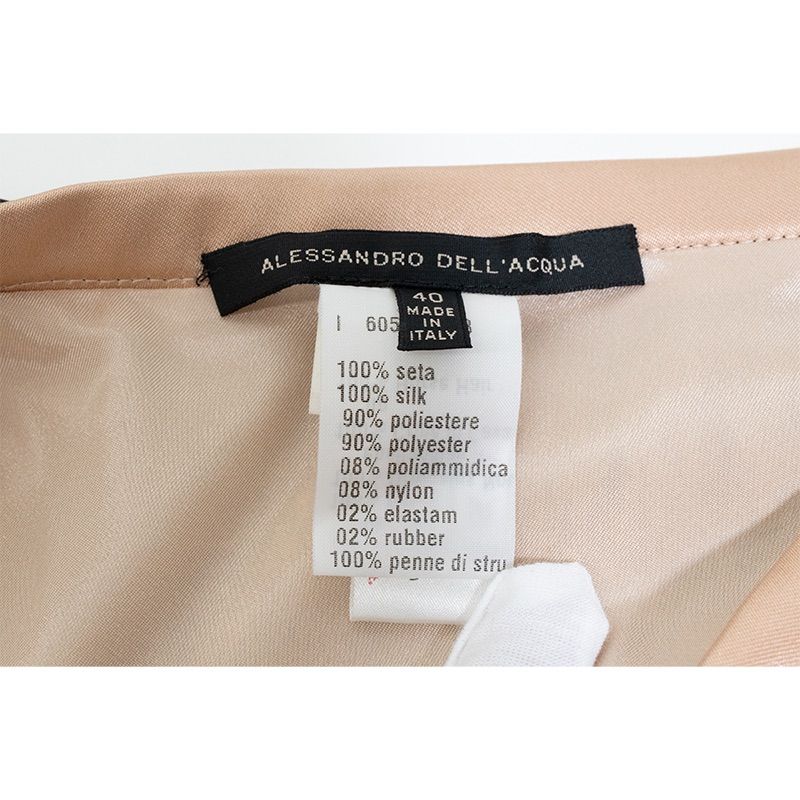 ALESSANDRO DELL'ACQUA
40
MADE
IN
ITALY
I 605
100% seta
100% silk
90% poliestere
90% polyester
08% poliammidica
08% nylon
02% elastam
02% rubber
100% penne di stru